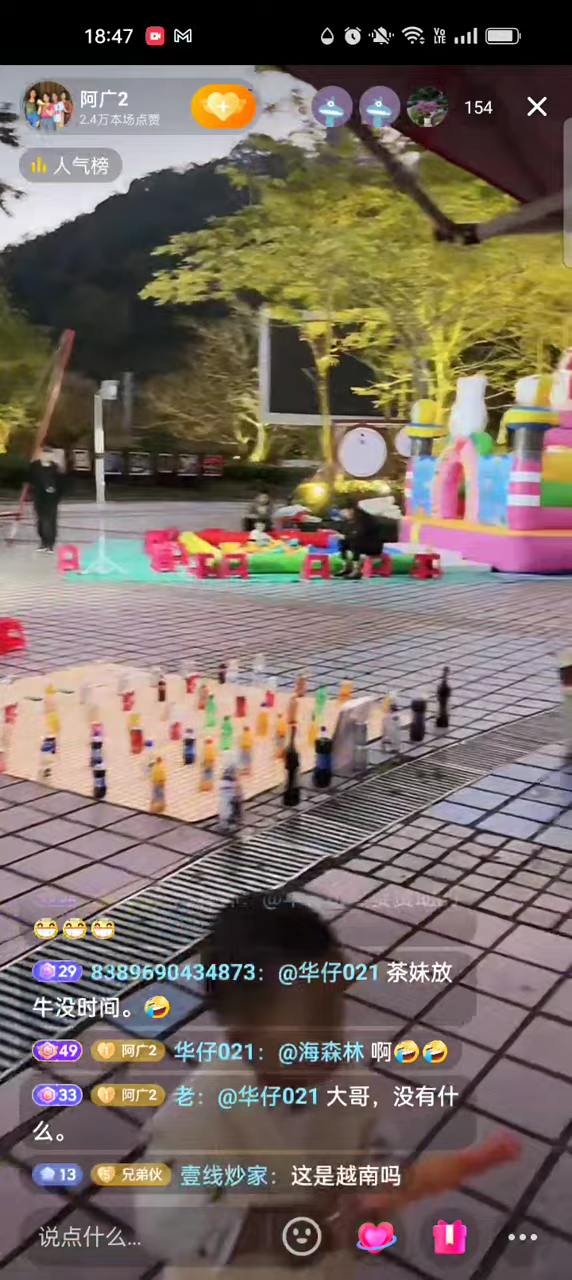 18:47
VoLTE
阿广2
2.4万本场点赞
154
人气榜
29 8389690434873：@华仔021 茶妹放
牛没时间。
49 阿广2 华仔021：@海森林 啊
33 阿广2 老：@华仔021 大哥，没有什
么。
13 兄弟伙 壹线炒家：这是越南吗
说点什么...